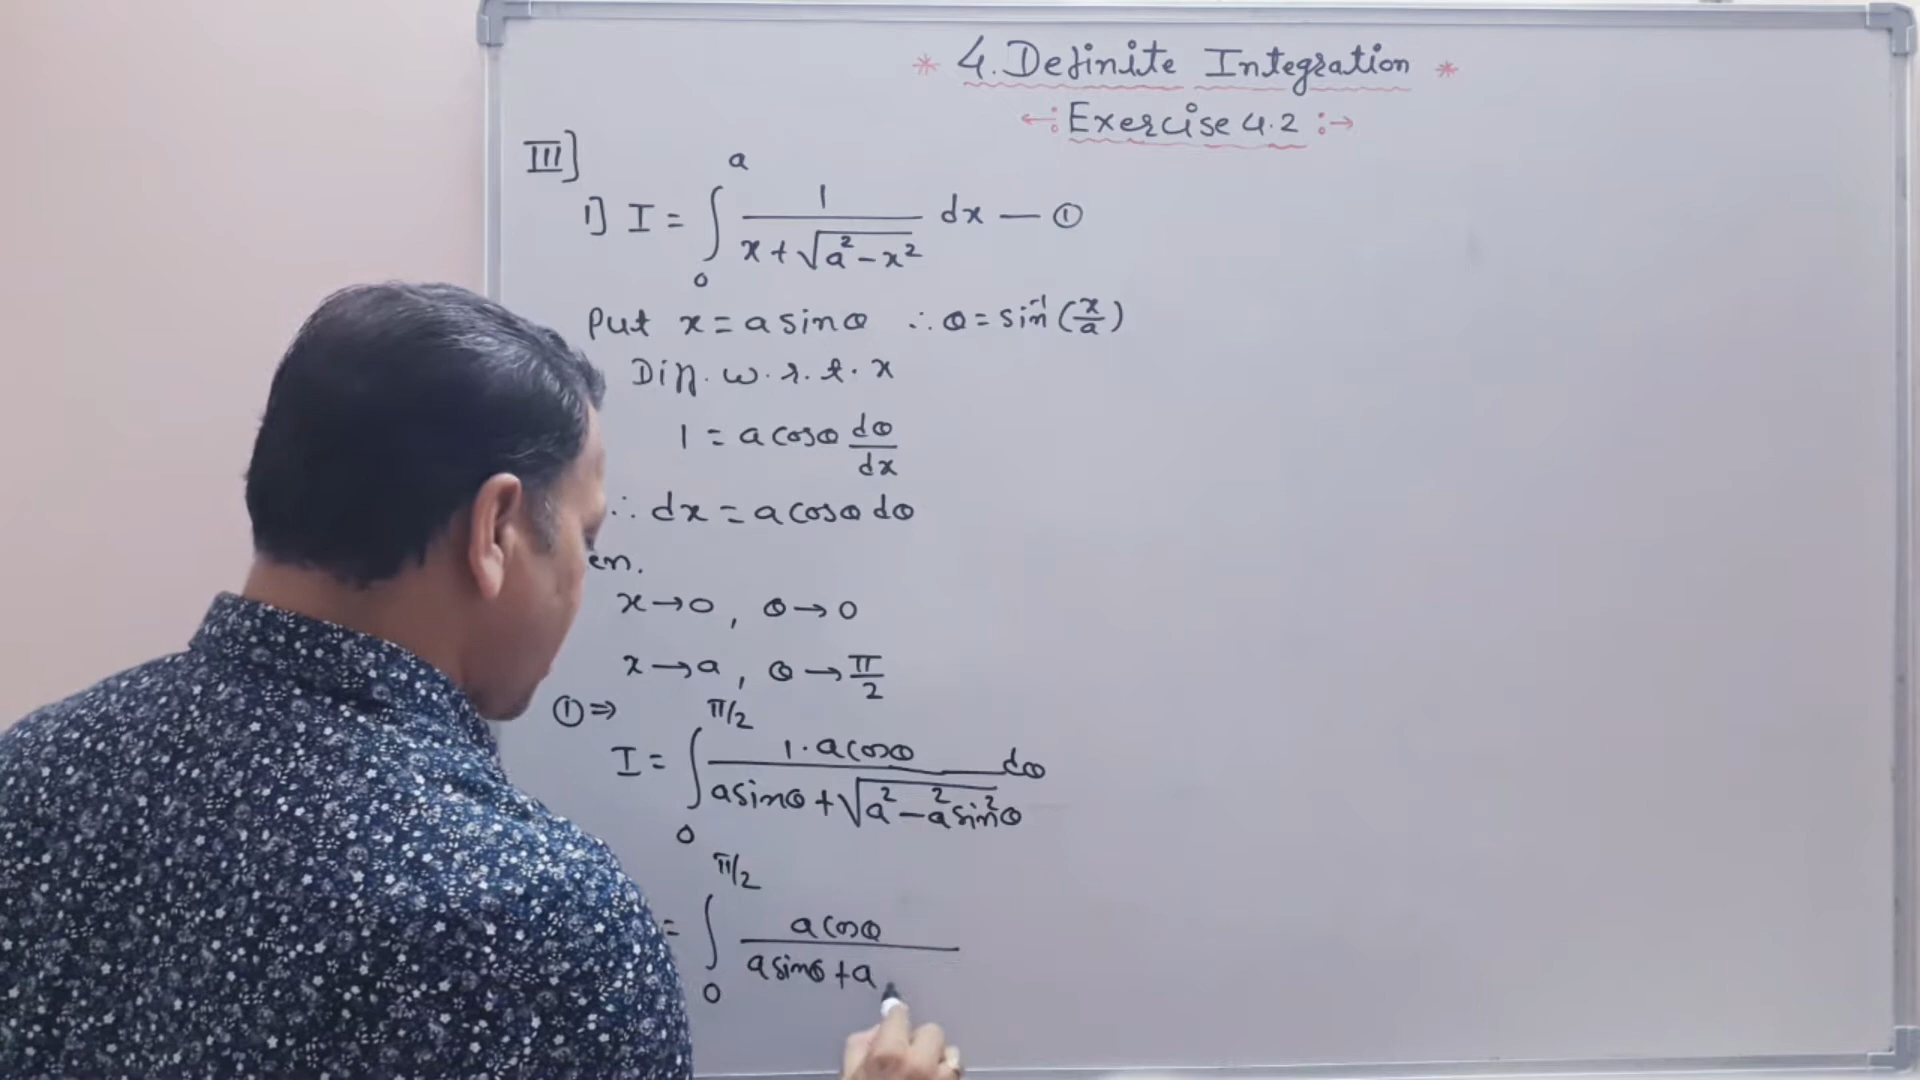 * 4. Definite Integration *
←: Exercise 4.2 :→
III]
1] I = ∫₀ᵃ 1 / (x + √(a² − x²)) dx — ①
Put x = a sinθ ∴ θ = sin⁻¹(x/a)
Diff. w.r.t. x
1 = a cosθ dθ/dx
∴ dx = a cosθ dθ
x → 0 , θ → 0
x → a , θ → π/2
① ⇒
I = ∫₀^π/2 1·a cosθ / (a sinθ + √(a² − a² sin²θ)) dθ
= ∫₀^π/2 a cosθ / (a sinθ + a